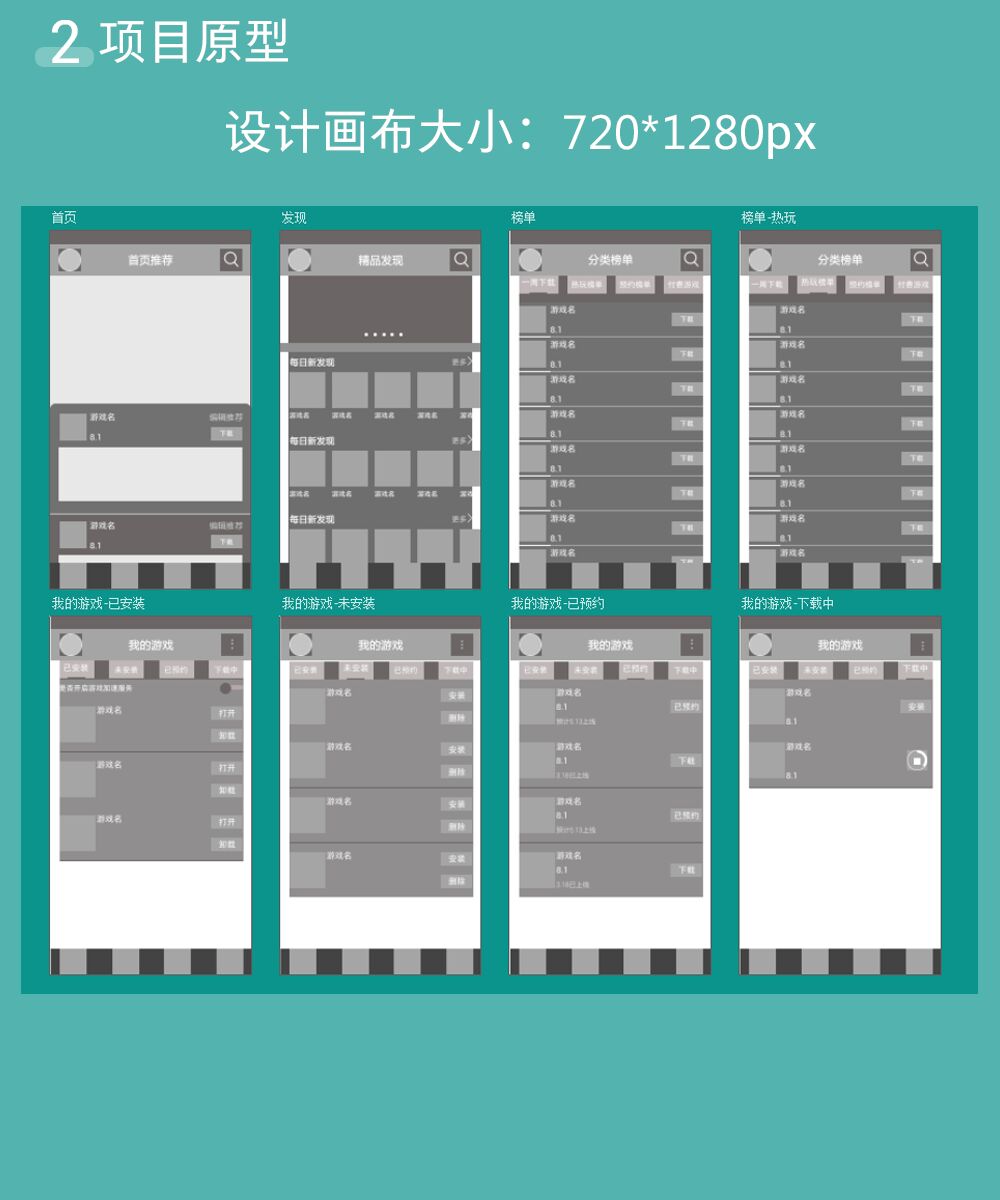 2 项目原型
设计画布大小：720*1280px
首页
发现
榜单
榜单-热玩
首页推荐
精品发现
分类榜单
分类榜单
游戏名
编辑推荐
8.1
下载
游戏名
编辑推荐
8.1
下载
每日新发现
更多
游戏名 游戏名 游戏名 游戏名 游戏
每日新发现
更多
游戏名 游戏名 游戏名 游戏名 游戏
每日新发现
更多
一周下载 热玩榜单 预约榜单 付费游戏
游戏名
8.1
下载
游戏名
8.1
下载
游戏名
8.1
下载
游戏名
8.1
下载
游戏名
8.1
下载
游戏名
8.1
下载
游戏名
8.1
下载
游戏名
一周下载 热玩榜单 预约榜单 付费游戏
游戏名
8.1
下载
游戏名
8.1
下载
游戏名
8.1
下载
游戏名
8.1
下载
游戏名
8.1
下载
游戏名
8.1
下载
游戏名
8.1
下载
游戏名
我的游戏-已安装
我的游戏-未安装
我的游戏-已预约
我的游戏-下载中
我的游戏
已安装 未安装 已预约 下载中
是否开启游戏加速服务
游戏名
打开
卸载
游戏名
打开
卸载
游戏名
打开
卸载
我的游戏
已安装 未安装 已预约 下载中
游戏名
安装
删除
游戏名
安装
删除
游戏名
安装
删除
游戏名
安装
删除
我的游戏
已安装 未安装 已预约 下载中
游戏名
8.1
已预约
预计5.13上线
游戏名
8.1
下载
3.18已上线
游戏名
8.1
已预约
预计5.13上线
游戏名
8.1
下载
3.18已上线
我的游戏
已安装 未安装 已预约 下载中
游戏名
安装
8.1
游戏名
8.1